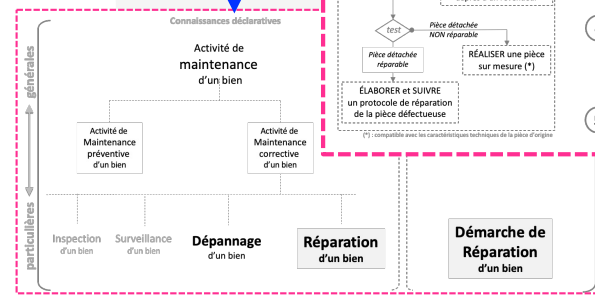 Connaissances déclaratives
générales
particulières
Activité de
maintenance
d'un bien
Activité de
Maintenance
préventive
d'un bien
Activité de
Maintenance
corrective
d'un bien
Inspection
d'un bien
Surveillance
d'un bien
Dépannage
d'un bien
Réparation
d'un bien
test
Pièce détachée
NON réparable
Pièce détachée
réparable
RÉALISER une pièce
sur mesure (*)
ÉLABORER et SUIVRE
un protocole de réparation
de la pièce défectueuse
(*) : compatible avec les caractéristiques techniques de la pièce d'origine
Démarche de
Réparation
d'un bien